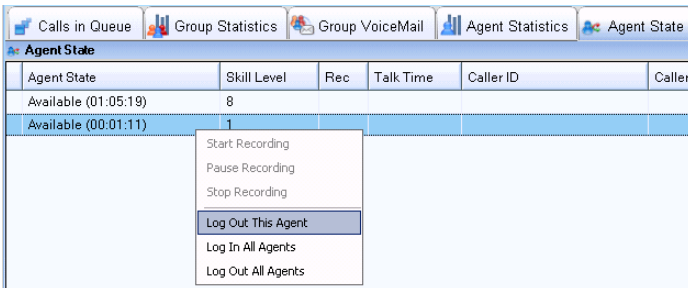 Calls in Queue Group Statistics Group VoiceMail Agent Statistics Agent State
Agent State
Agent State Skill Level Rec Talk Time Caller ID Caller
Available (01:05:19) 8
Available (00:01:11) 1
Start Recording
Pause Recording
Stop Recording
Log Out This Agent
Log In All Agents
Log Out All Agents